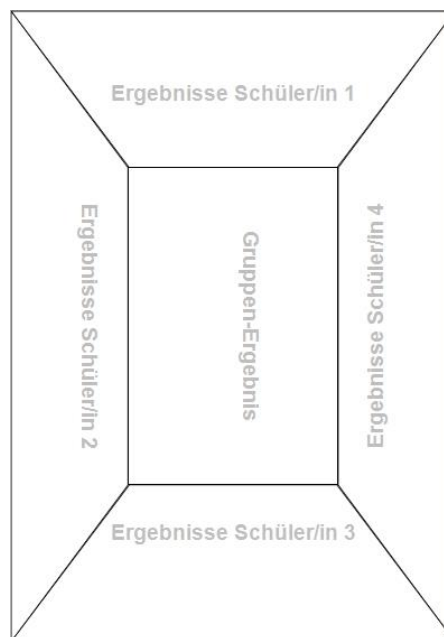 Ergebnisse Schüler/in 1
Ergebnisse Schüler/in 2
Gruppen-Ergebnis
Ergebnisse Schüler/in 4
Ergebnisse Schüler/in 3